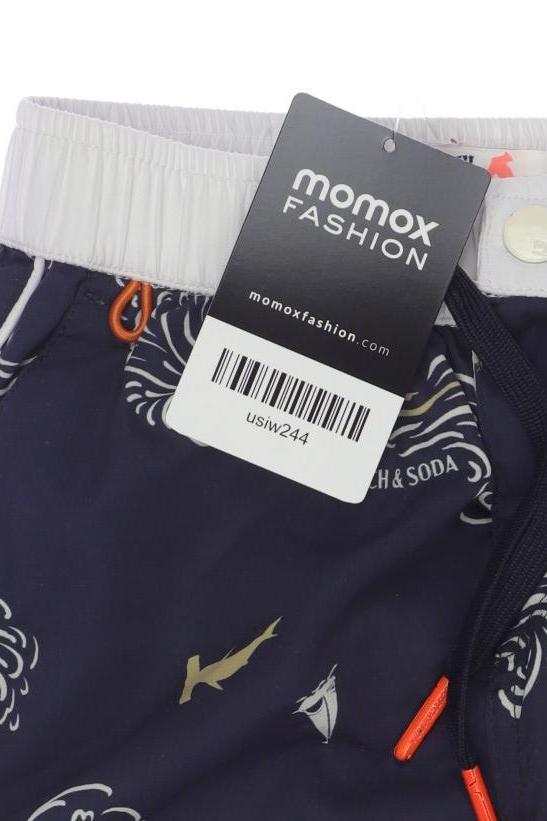 momox
FASHION
momoxfashion.com
usiw244
CH & SODA